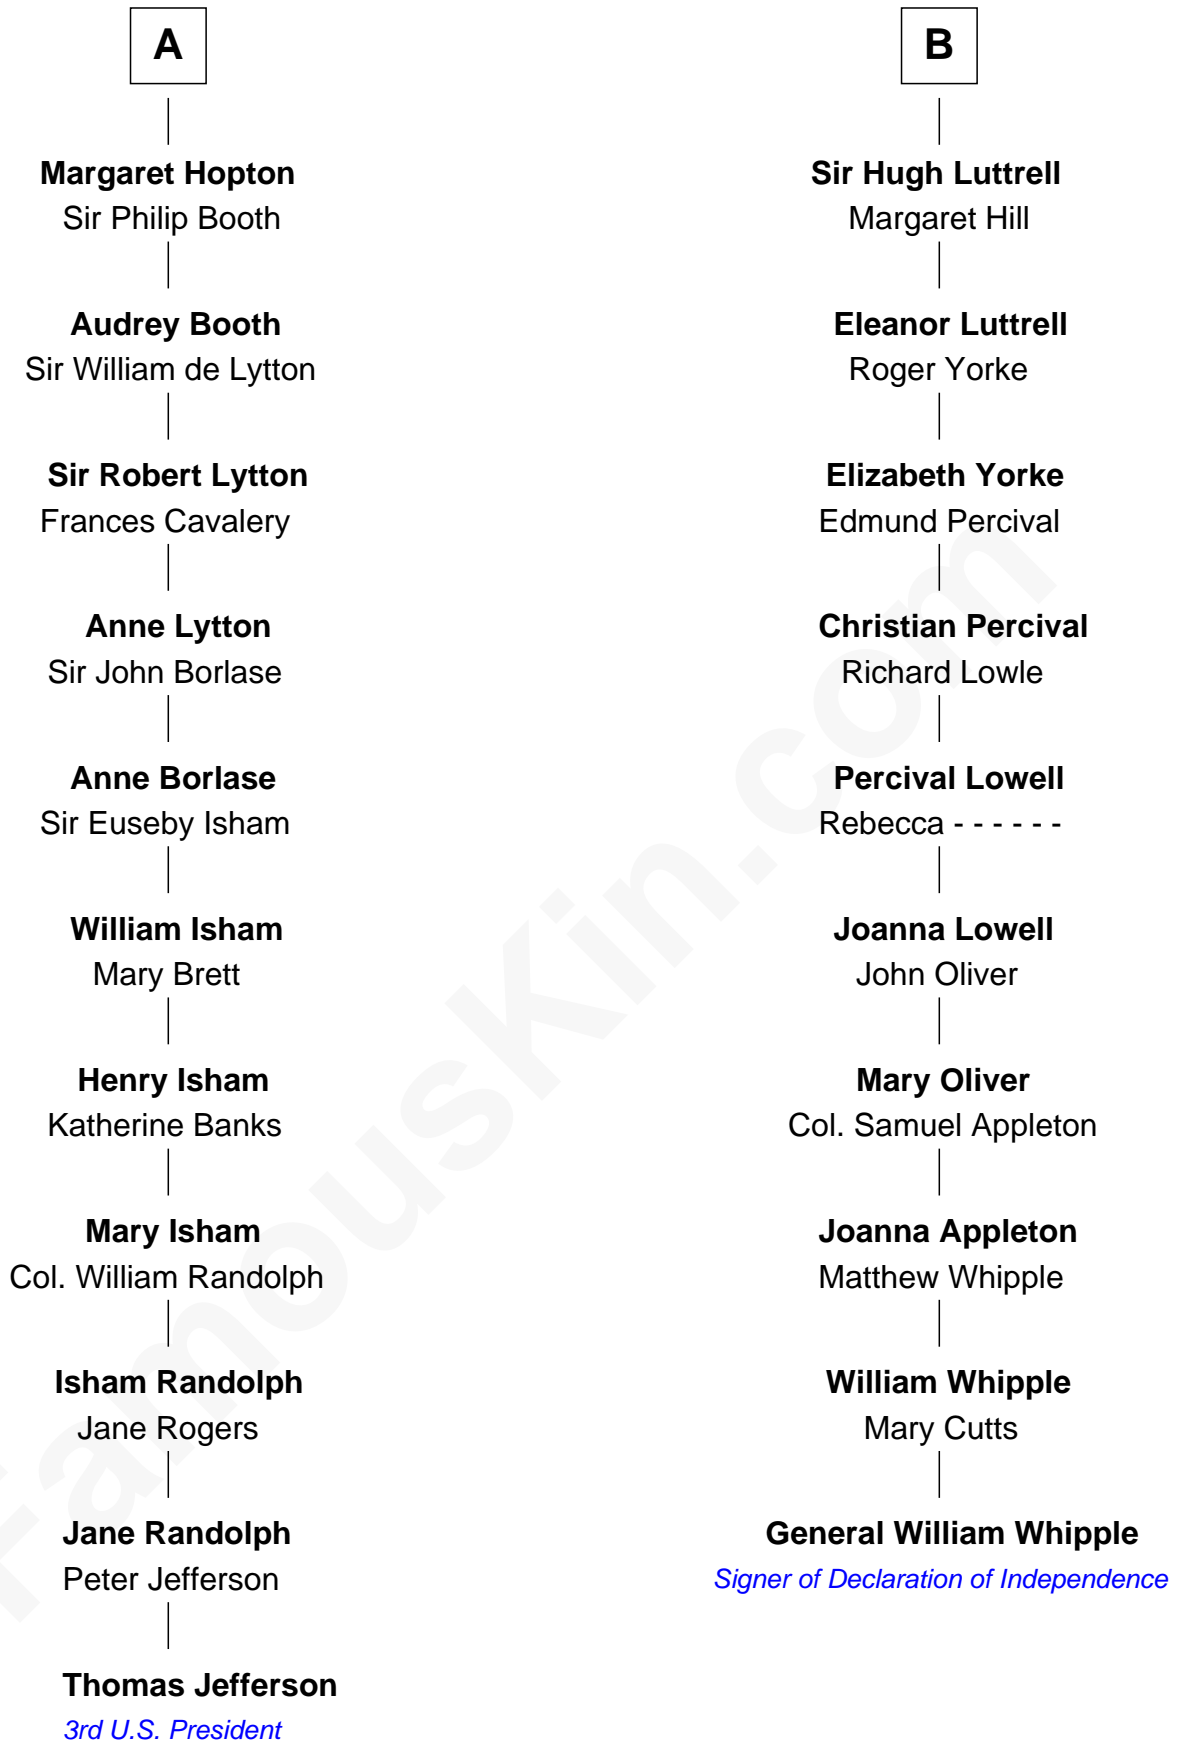 A
Margaret Hopton
Sir Philip Booth
Audrey Booth
Sir William de Lytton
Sir Robert Lytton
Frances Cavalery
Anne Lytton
Sir John Borlase
Anne Borlase
Sir Euseby Isham
William Isham
Mary Brett
Henry Isham
Katherine Banks
Mary Isham
Col. William Randolph
Isham Randolph
Jane Rogers
Jane Randolph
Peter Jefferson
Thomas Jefferson
3rd U.S. President
B
Sir Hugh Luttrell
Margaret Hill
Eleanor Luttrell
Roger Yorke
Elizabeth Yorke
Edmund Percival
Christian Percival
Richard Lowle
Percival Lowell
Rebecca - - - - - -
Joanna Lowell
John Oliver
Mary Oliver
Col. Samuel Appleton
Joanna Appleton
Matthew Whipple
William Whipple
Mary Cutts
General William Whipple
Signer of Declaration of Independence
FamousKin.com